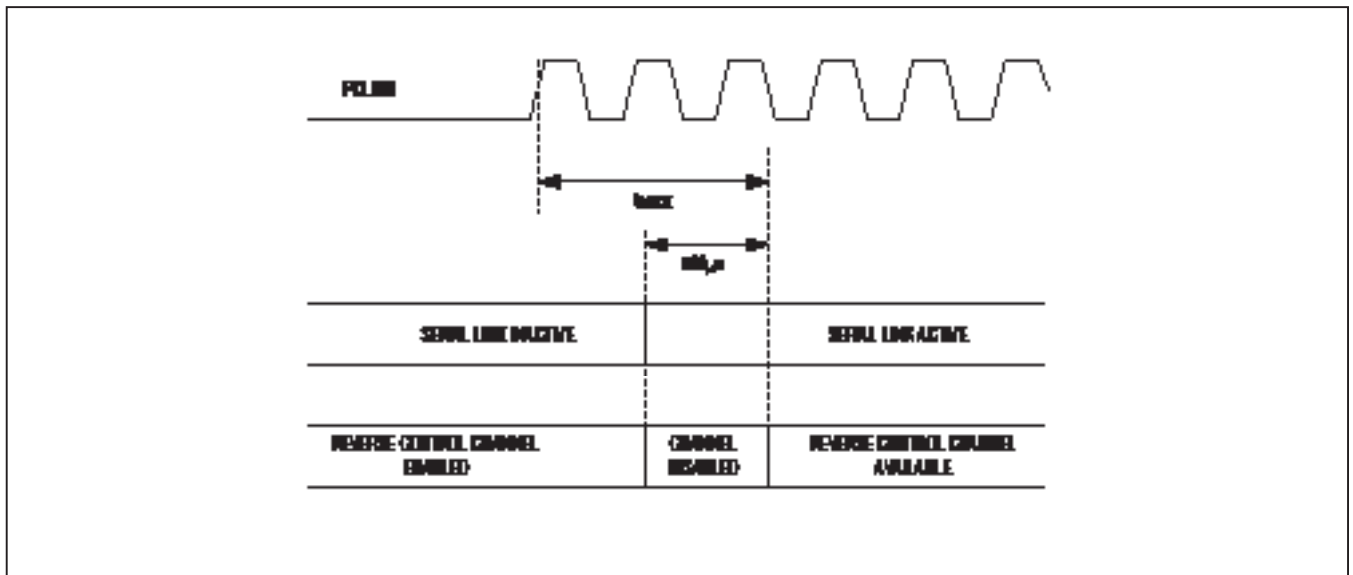 SERIAL LINK INACTIVE
SERIAL LINK ACTIVE
REVERSE CONTROL CHANNEL
ENABLED
CHANNEL
DISABLED
REVERSE CONTROL CHANNEL
AVAILABLE